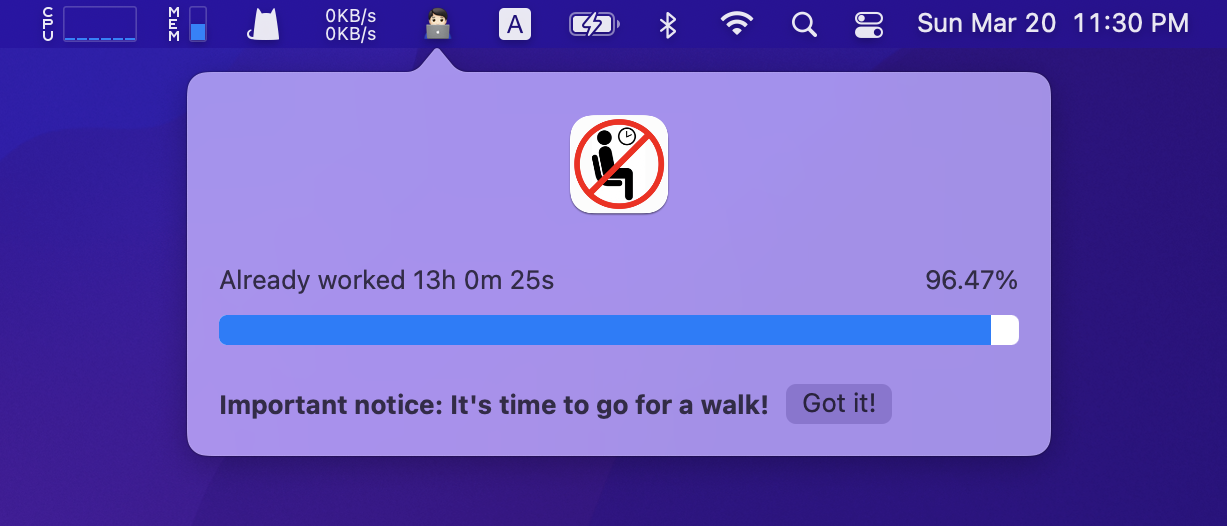 CPU
MEM
0KB/s
0KB/s
A
Sun Mar 20 11:30 PM
Already worked 13h 0m 25s
96.47%
Important notice: It's time to go for a walk!
Got it!